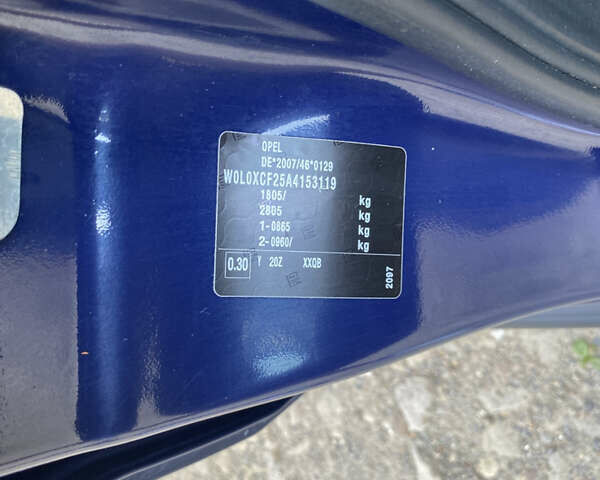 OPEL
DE*2007/46*0129
W0L0XCF25A4153119
1805/ kg
2805 kg
1-0865 kg
2-0960/ kg
0.30 Y 20Z XXQB
2097